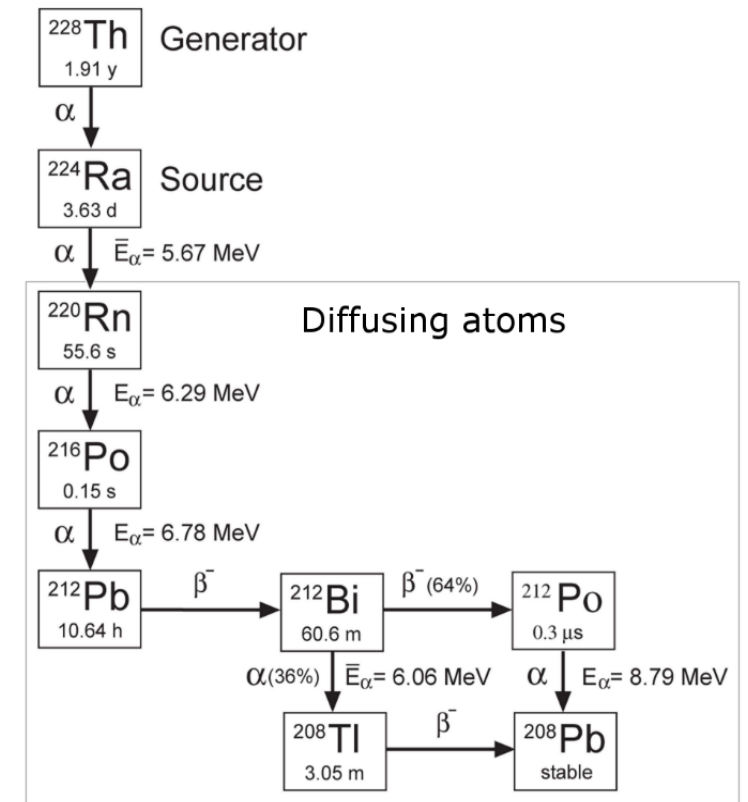 ²²⁸Th Generator
1.91 y
α
²²⁴Ra Source
3.63 d
α Ēα= 5.67 MeV
²²⁰Rn Diffusing atoms
55.6 s
α Eα= 6.29 MeV
²¹⁶Po
0.15 s
α Eα= 6.78 MeV
²¹²Pb β⁻ ²¹²Bi β⁻(64%) ²¹²Po
10.64 h 60.6 m 0.3 μs
α(36%) Ēα= 6.06 MeV α Eα= 8.79 MeV
²⁰⁸Tl β⁻ ²⁰⁸Pb
3.05 m stable